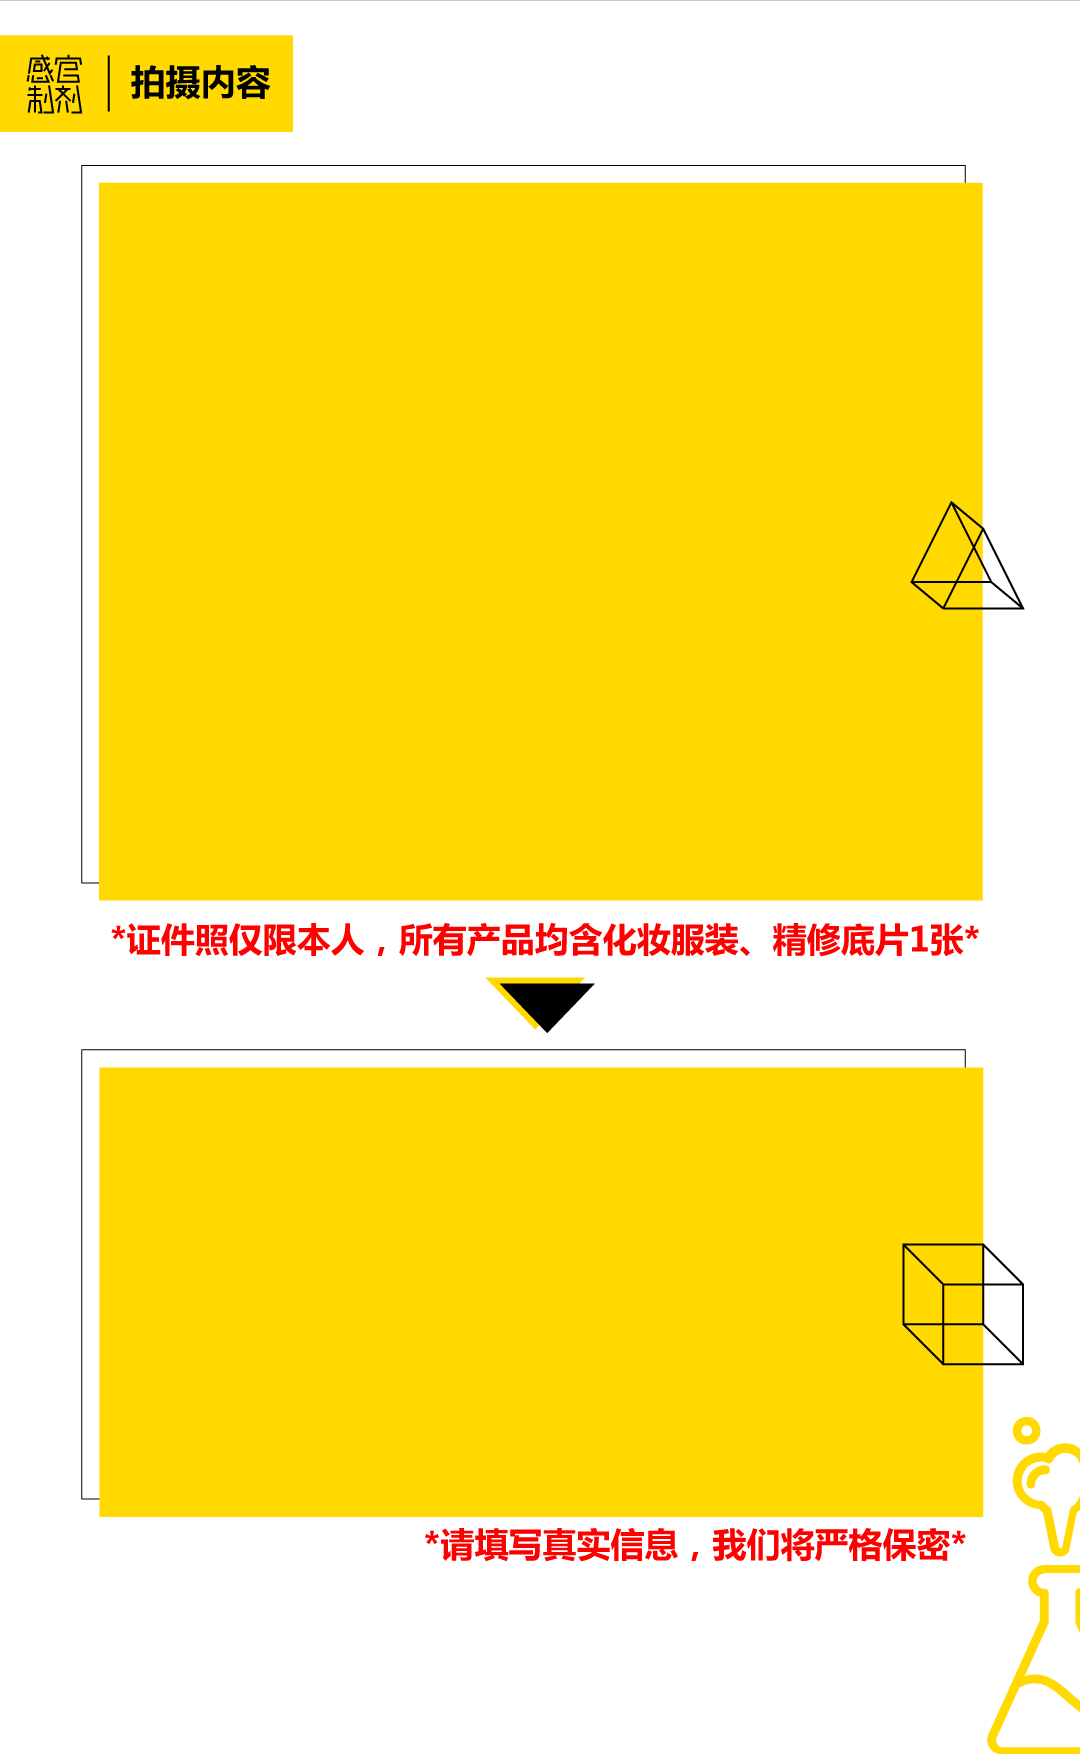 感官
制剂
拍摄内容
*证件照仅限本人，所有产品均含化妆服装、精修底片1张*
*请填写真实信息，我们将严格保密*